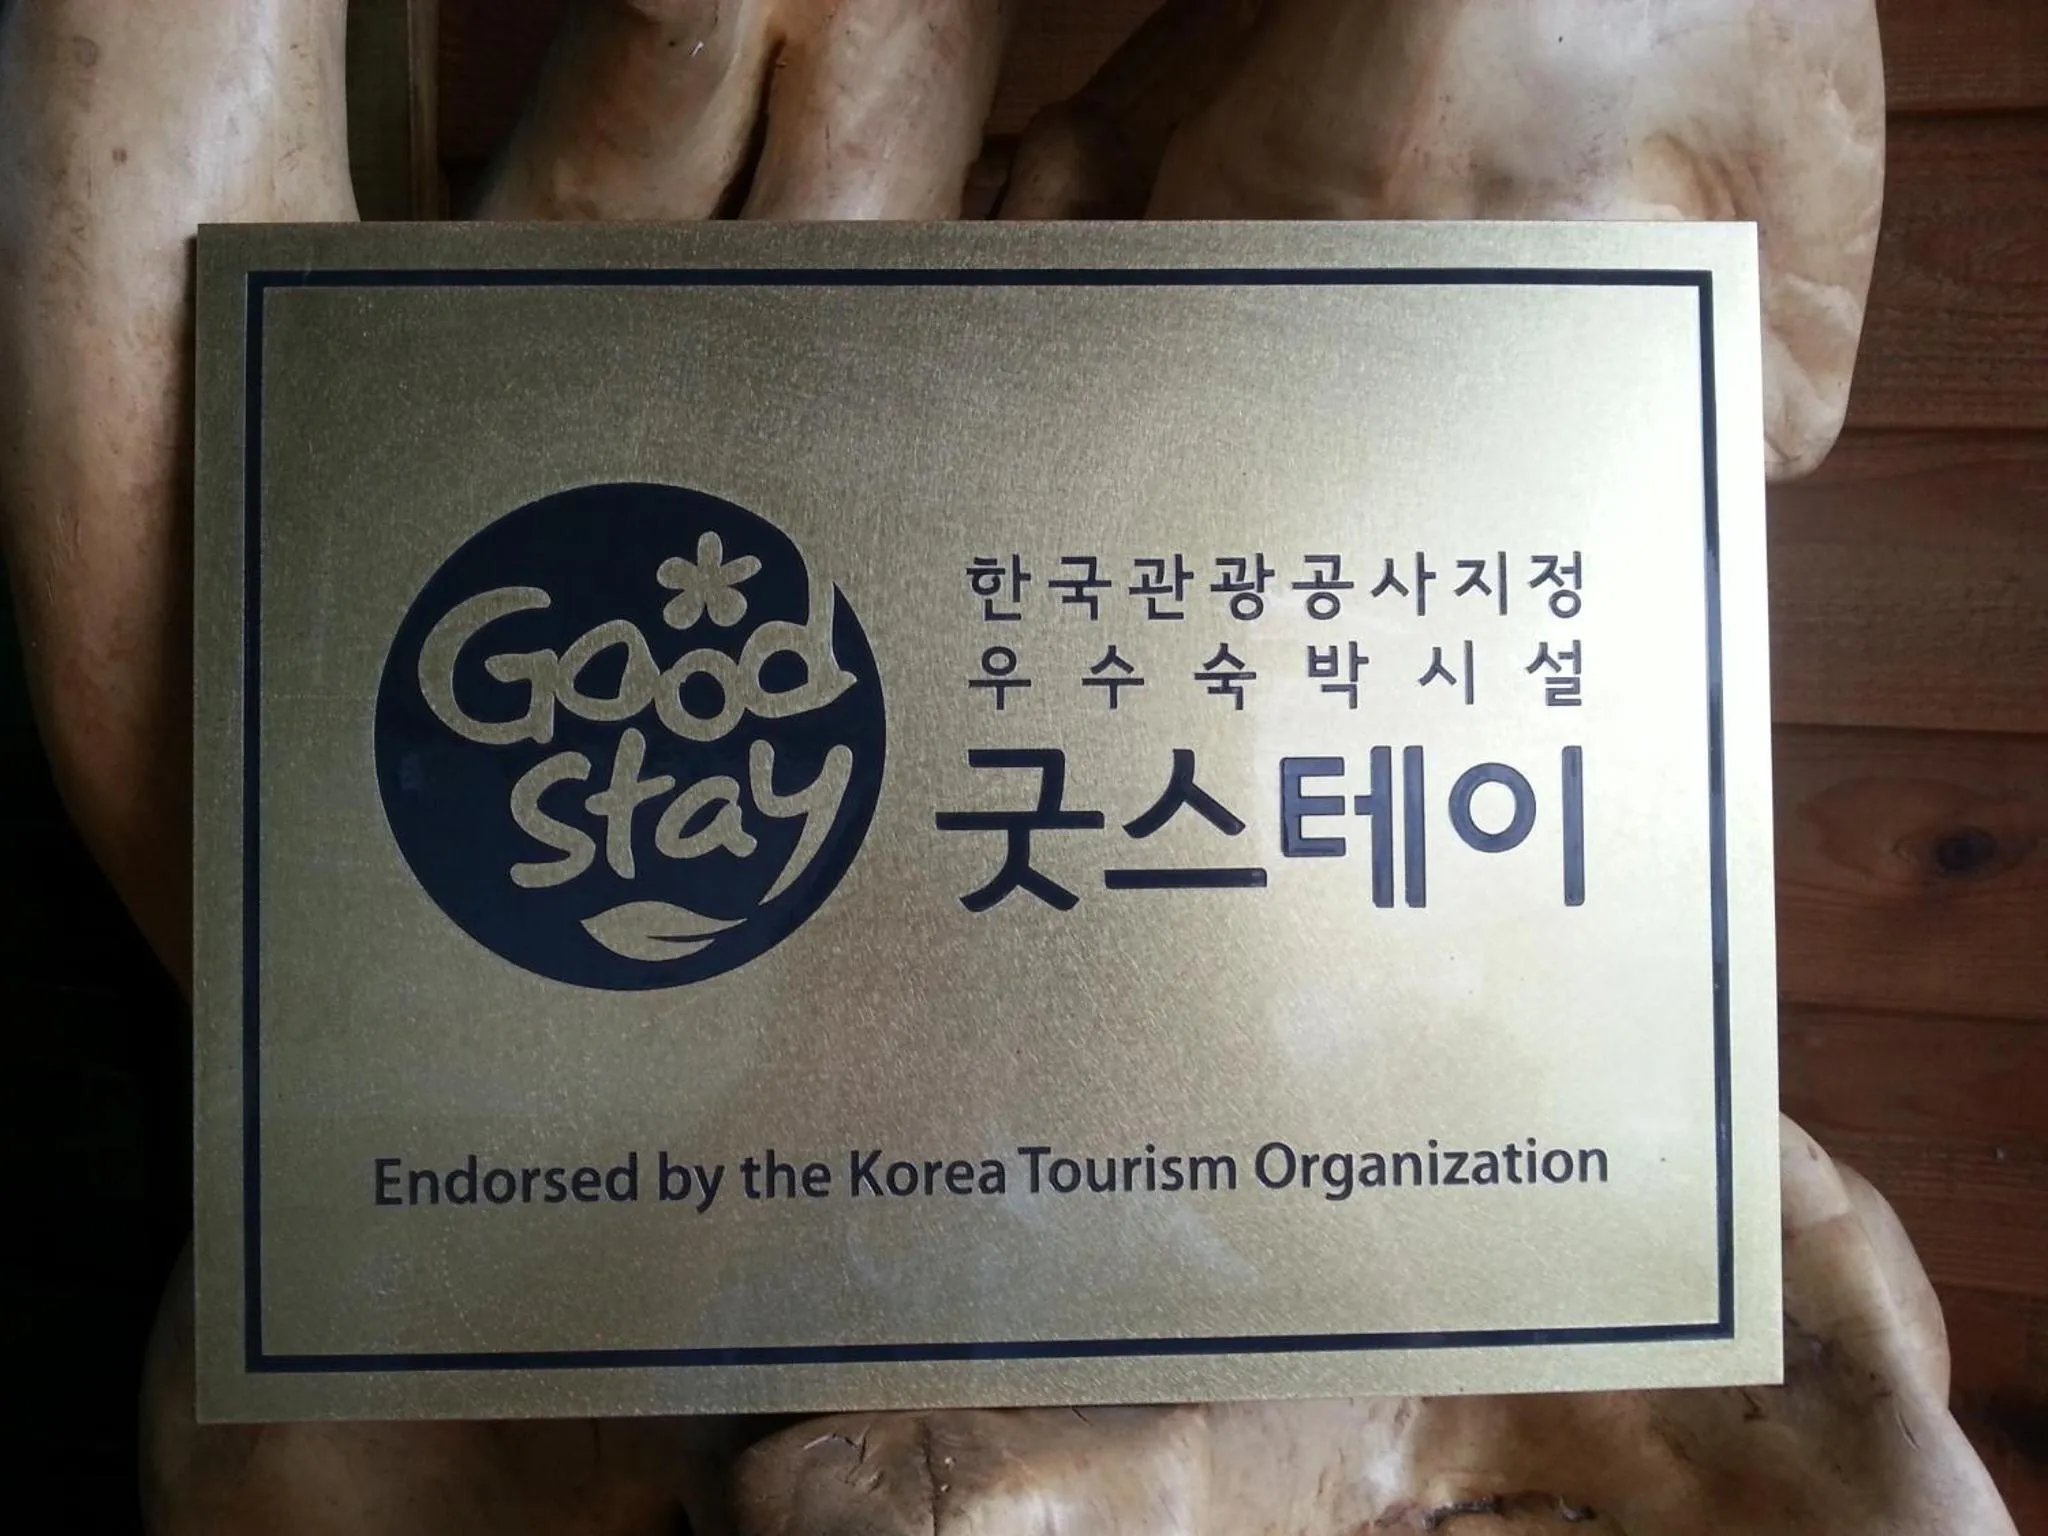 Good
stay
한국관광공사지정
우수숙박시설
굿스테이
Endorsed by the Korea Tourism Organization